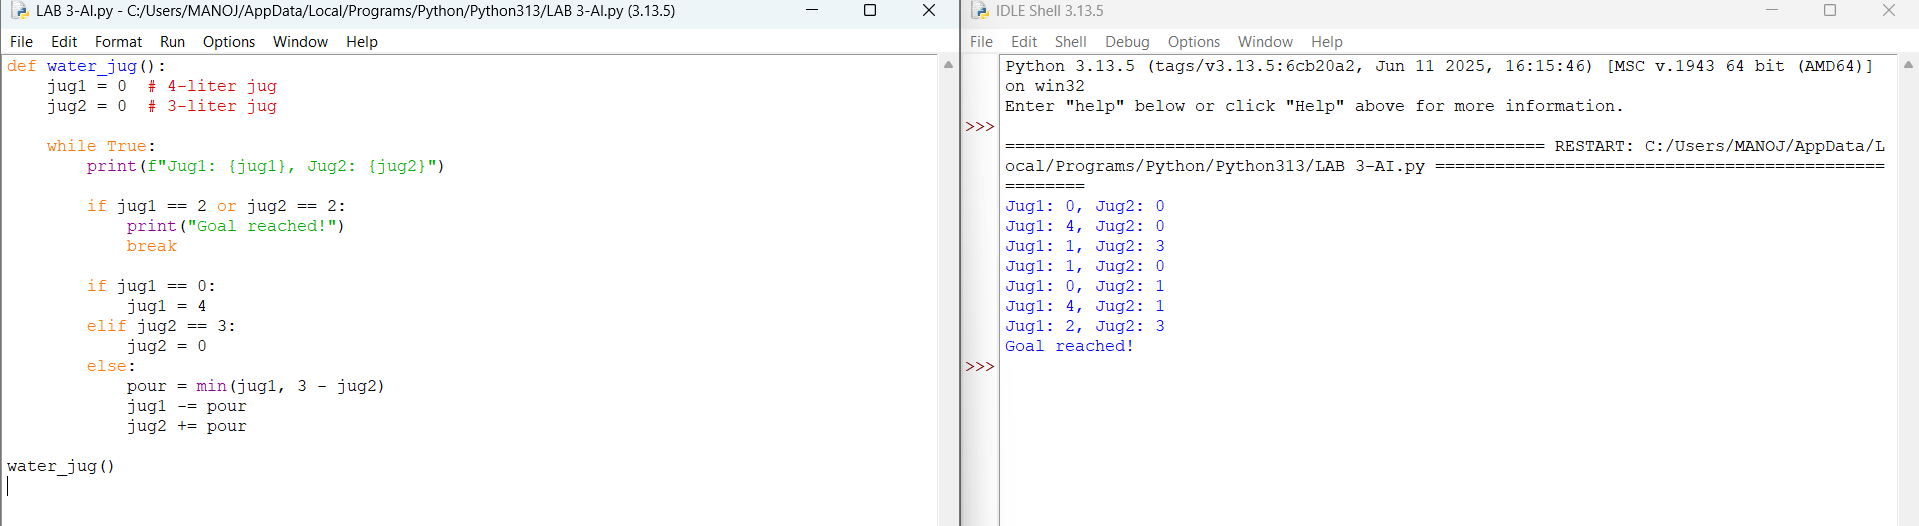 LAB 3-AI.py - C:/Users/MANOJ/AppData/Local/Programs/Python/Python313/LAB 3-AI.py (3.13.5)
File Edit Format Run Options Window Help
def water_jug():
    jug1 = 0  # 4-liter jug
    jug2 = 0  # 3-liter jug

    while True:
        print(f"Jug1: {jug1}, Jug2: {jug2}")

        if jug1 == 2 or jug2 == 2:
            print("Goal reached!")
            break

        if jug1 == 0:
            jug1 = 4
        elif jug2 == 3:
            jug2 = 0
        else:
            pour = min(jug1, 3 - jug2)
            jug1 -= pour
            jug2 += pour

water_jug()
IDLE Shell 3.13.5
File Edit Shell Debug Options Window Help
Python 3.13.5 (tags/v3.13.5:6cb20a2, Jun 11 2025, 16:15:46) [MSC v.1943 64 bit (AMD64)]
on win32
Enter "help" below or click "Help" above for more information.
>>>
====================================================== RESTART: C:/Users/MANOJ/AppData/L
ocal/Programs/Python/Python313/LAB 3-AI.py =============================================
========
Jug1: 0, Jug2: 0
Jug1: 4, Jug2: 0
Jug1: 1, Jug2: 3
Jug1: 1, Jug2: 0
Jug1: 0, Jug2: 1
Jug1: 4, Jug2: 1
Jug1: 2, Jug2: 3
Goal reached!
>>>